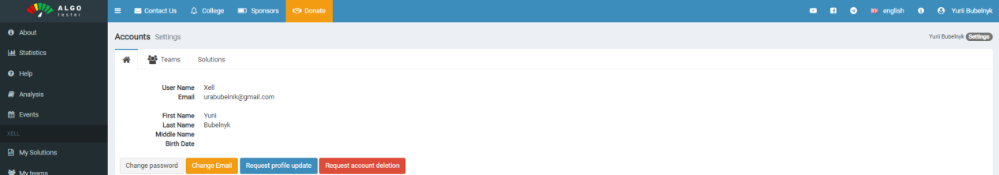 ALGO
tester
Contact Us College Sponsors Donate english Yurii Bubelnyk
About
Statistics
Help
Analysis
Events
XELL
My Solutions
My teams
Accounts Settings
Yurii Bubelnyk Settings
Teams Solutions
User Name Xell
Email urabubelnik@gmail.com
First Name Yurii
Last Name Bubelnyk
Middle Name
Birth Date
Change password Change Email Request profile update Request account deletion